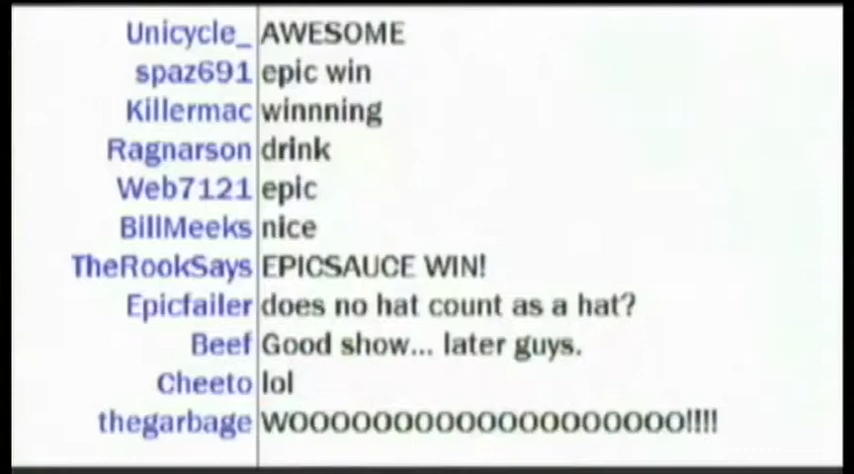 Unicycle_ AWESOME
spaz691 epic win
Killermac winnning
Ragnarson drink
Web7121 epic
BillMeeks nice
TheRookSays EPICSAUCE WIN!
Epicfailer does no hat count as a hat?
Beef Good show... later guys.
Cheeto lol
thegarbage WOOOOOOOOOOOOOOOOOOOO!!!!